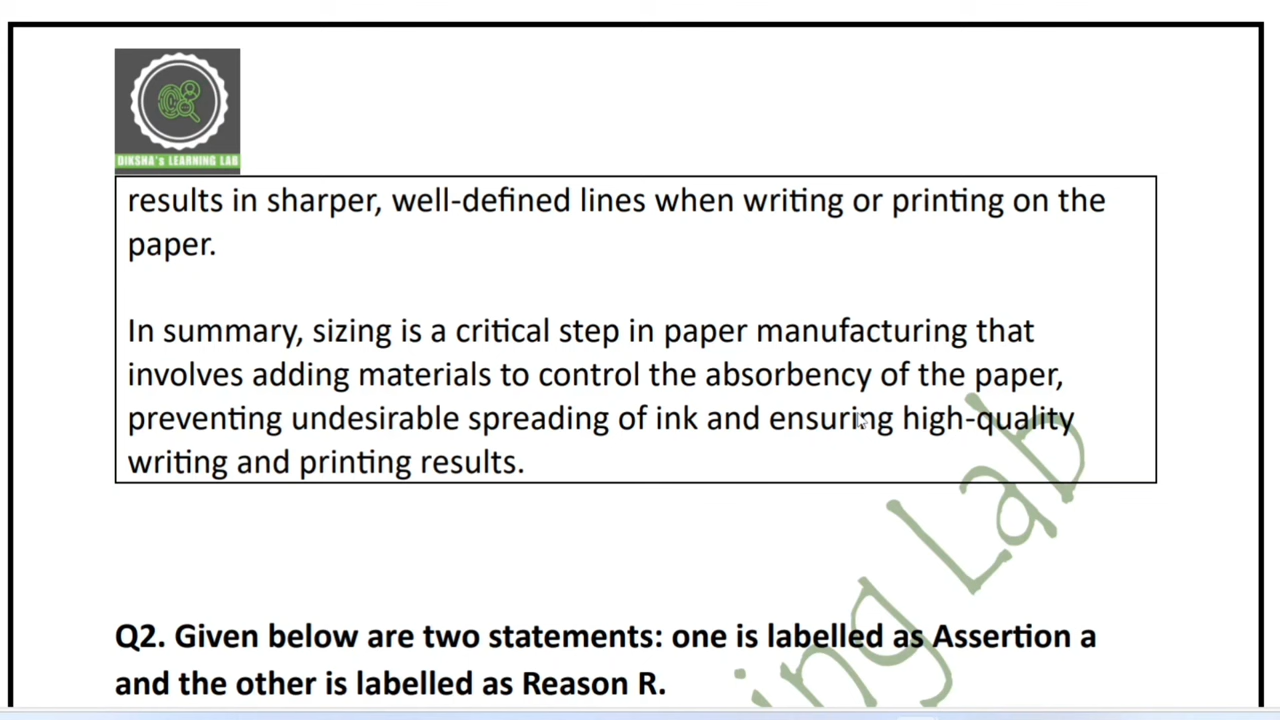 DIKSHA's LEARNING LAB
results in sharper, well-defined lines when writing or printing on the
paper.
In summary, sizing is a critical step in paper manufacturing that
involves adding materials to control the absorbency of the paper,
preventing undesirable spreading of ink and ensuring high-quality
writing and printing results.
Q2. Given below are two statements: one is labelled as Assertion a
and the other is labelled as Reason R.
Lab